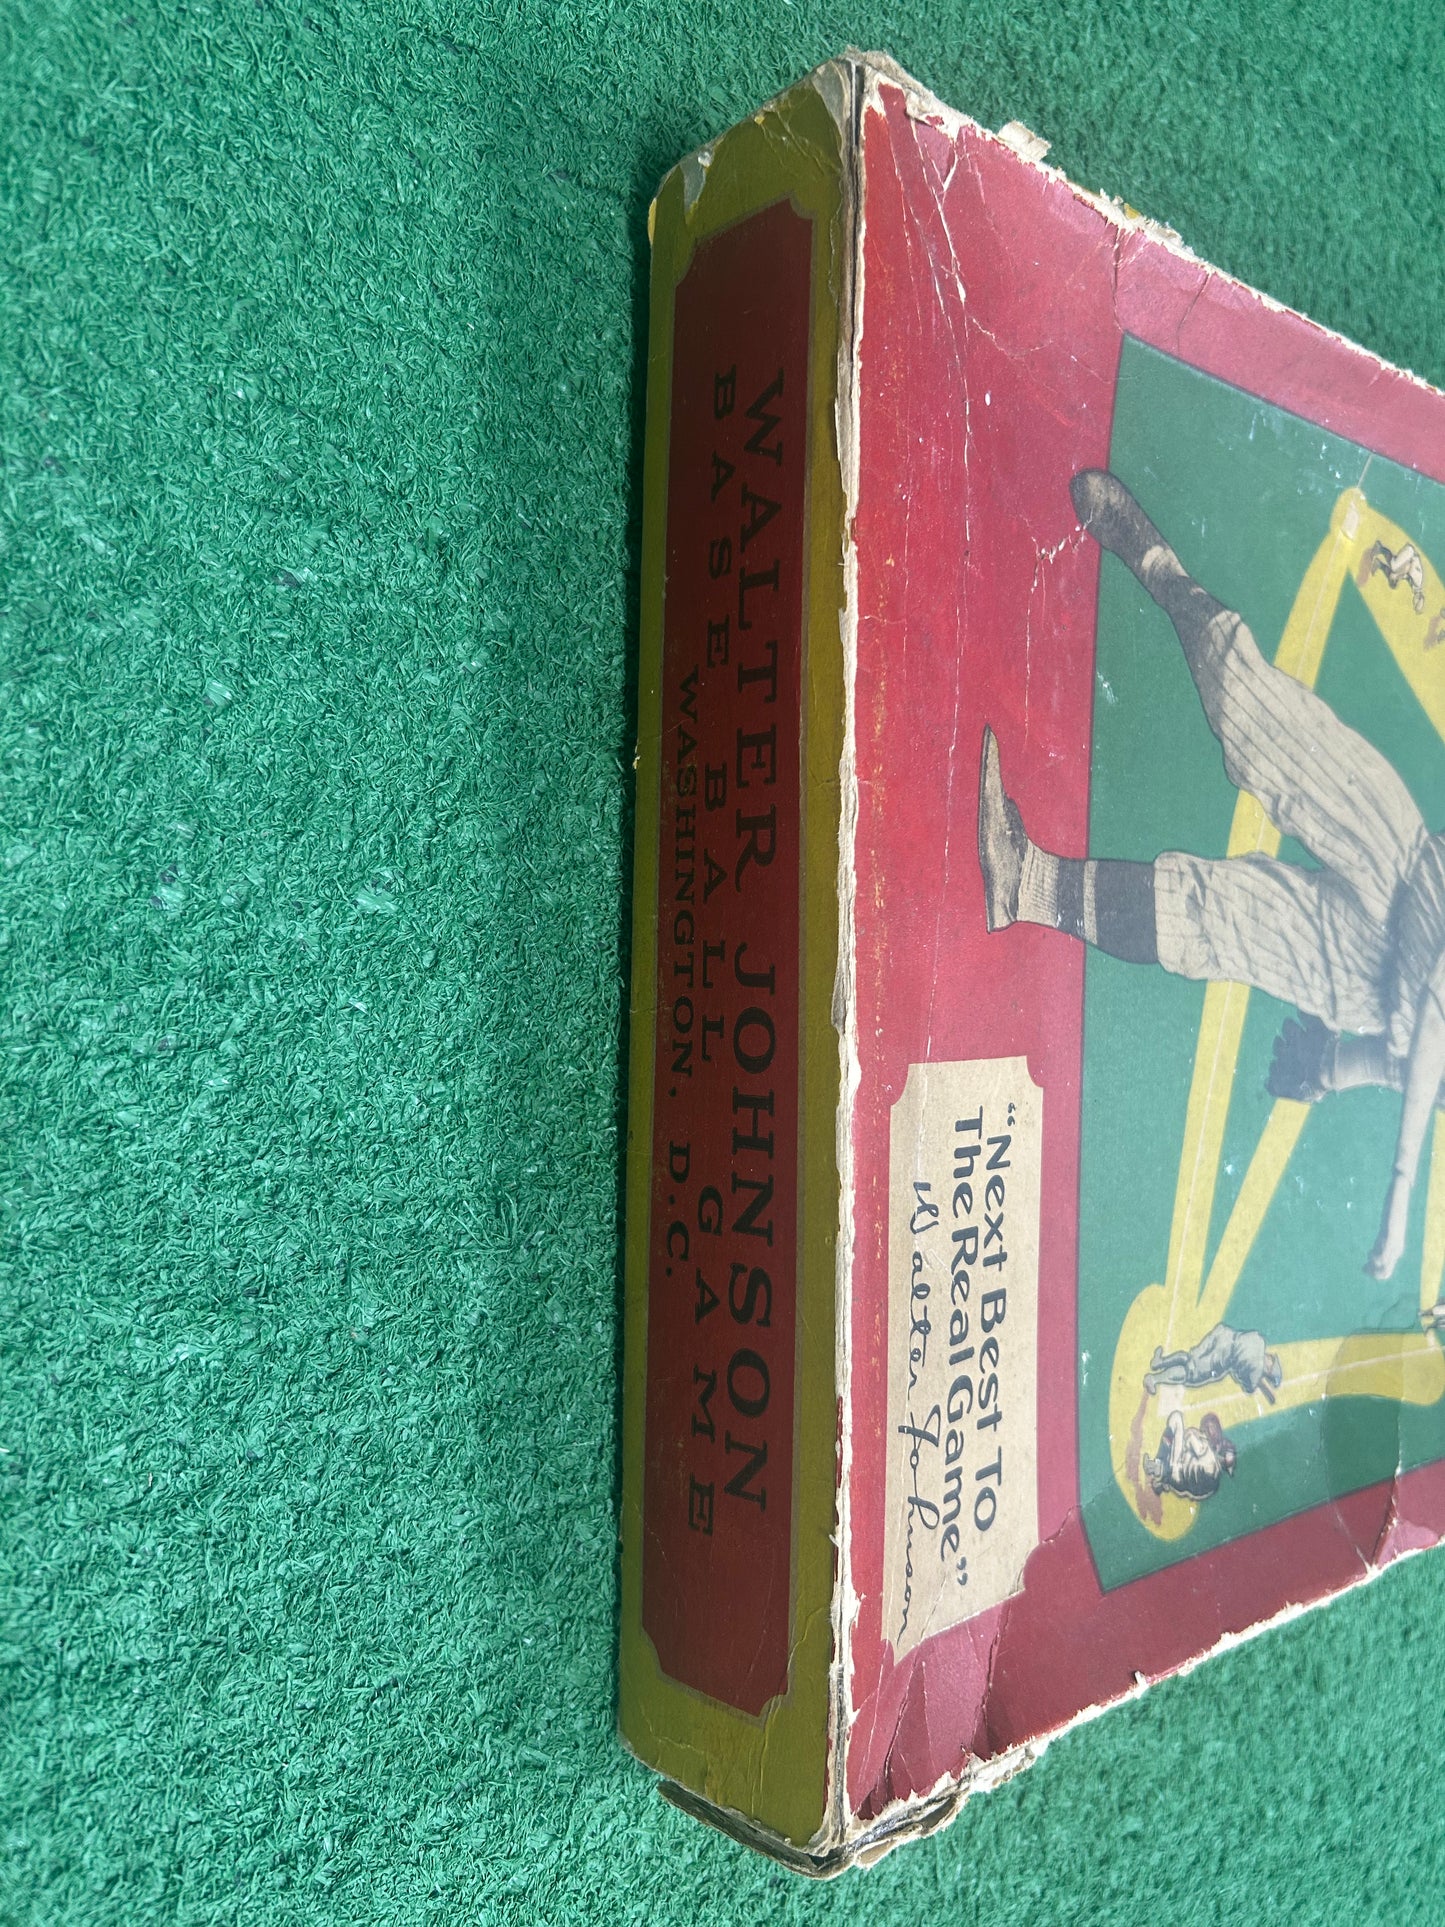 WALTER JOHNSON
BASE BALL GAME
WASHINGTON, D.C.
"Next Best To
The Real Game"
Walter Johnson